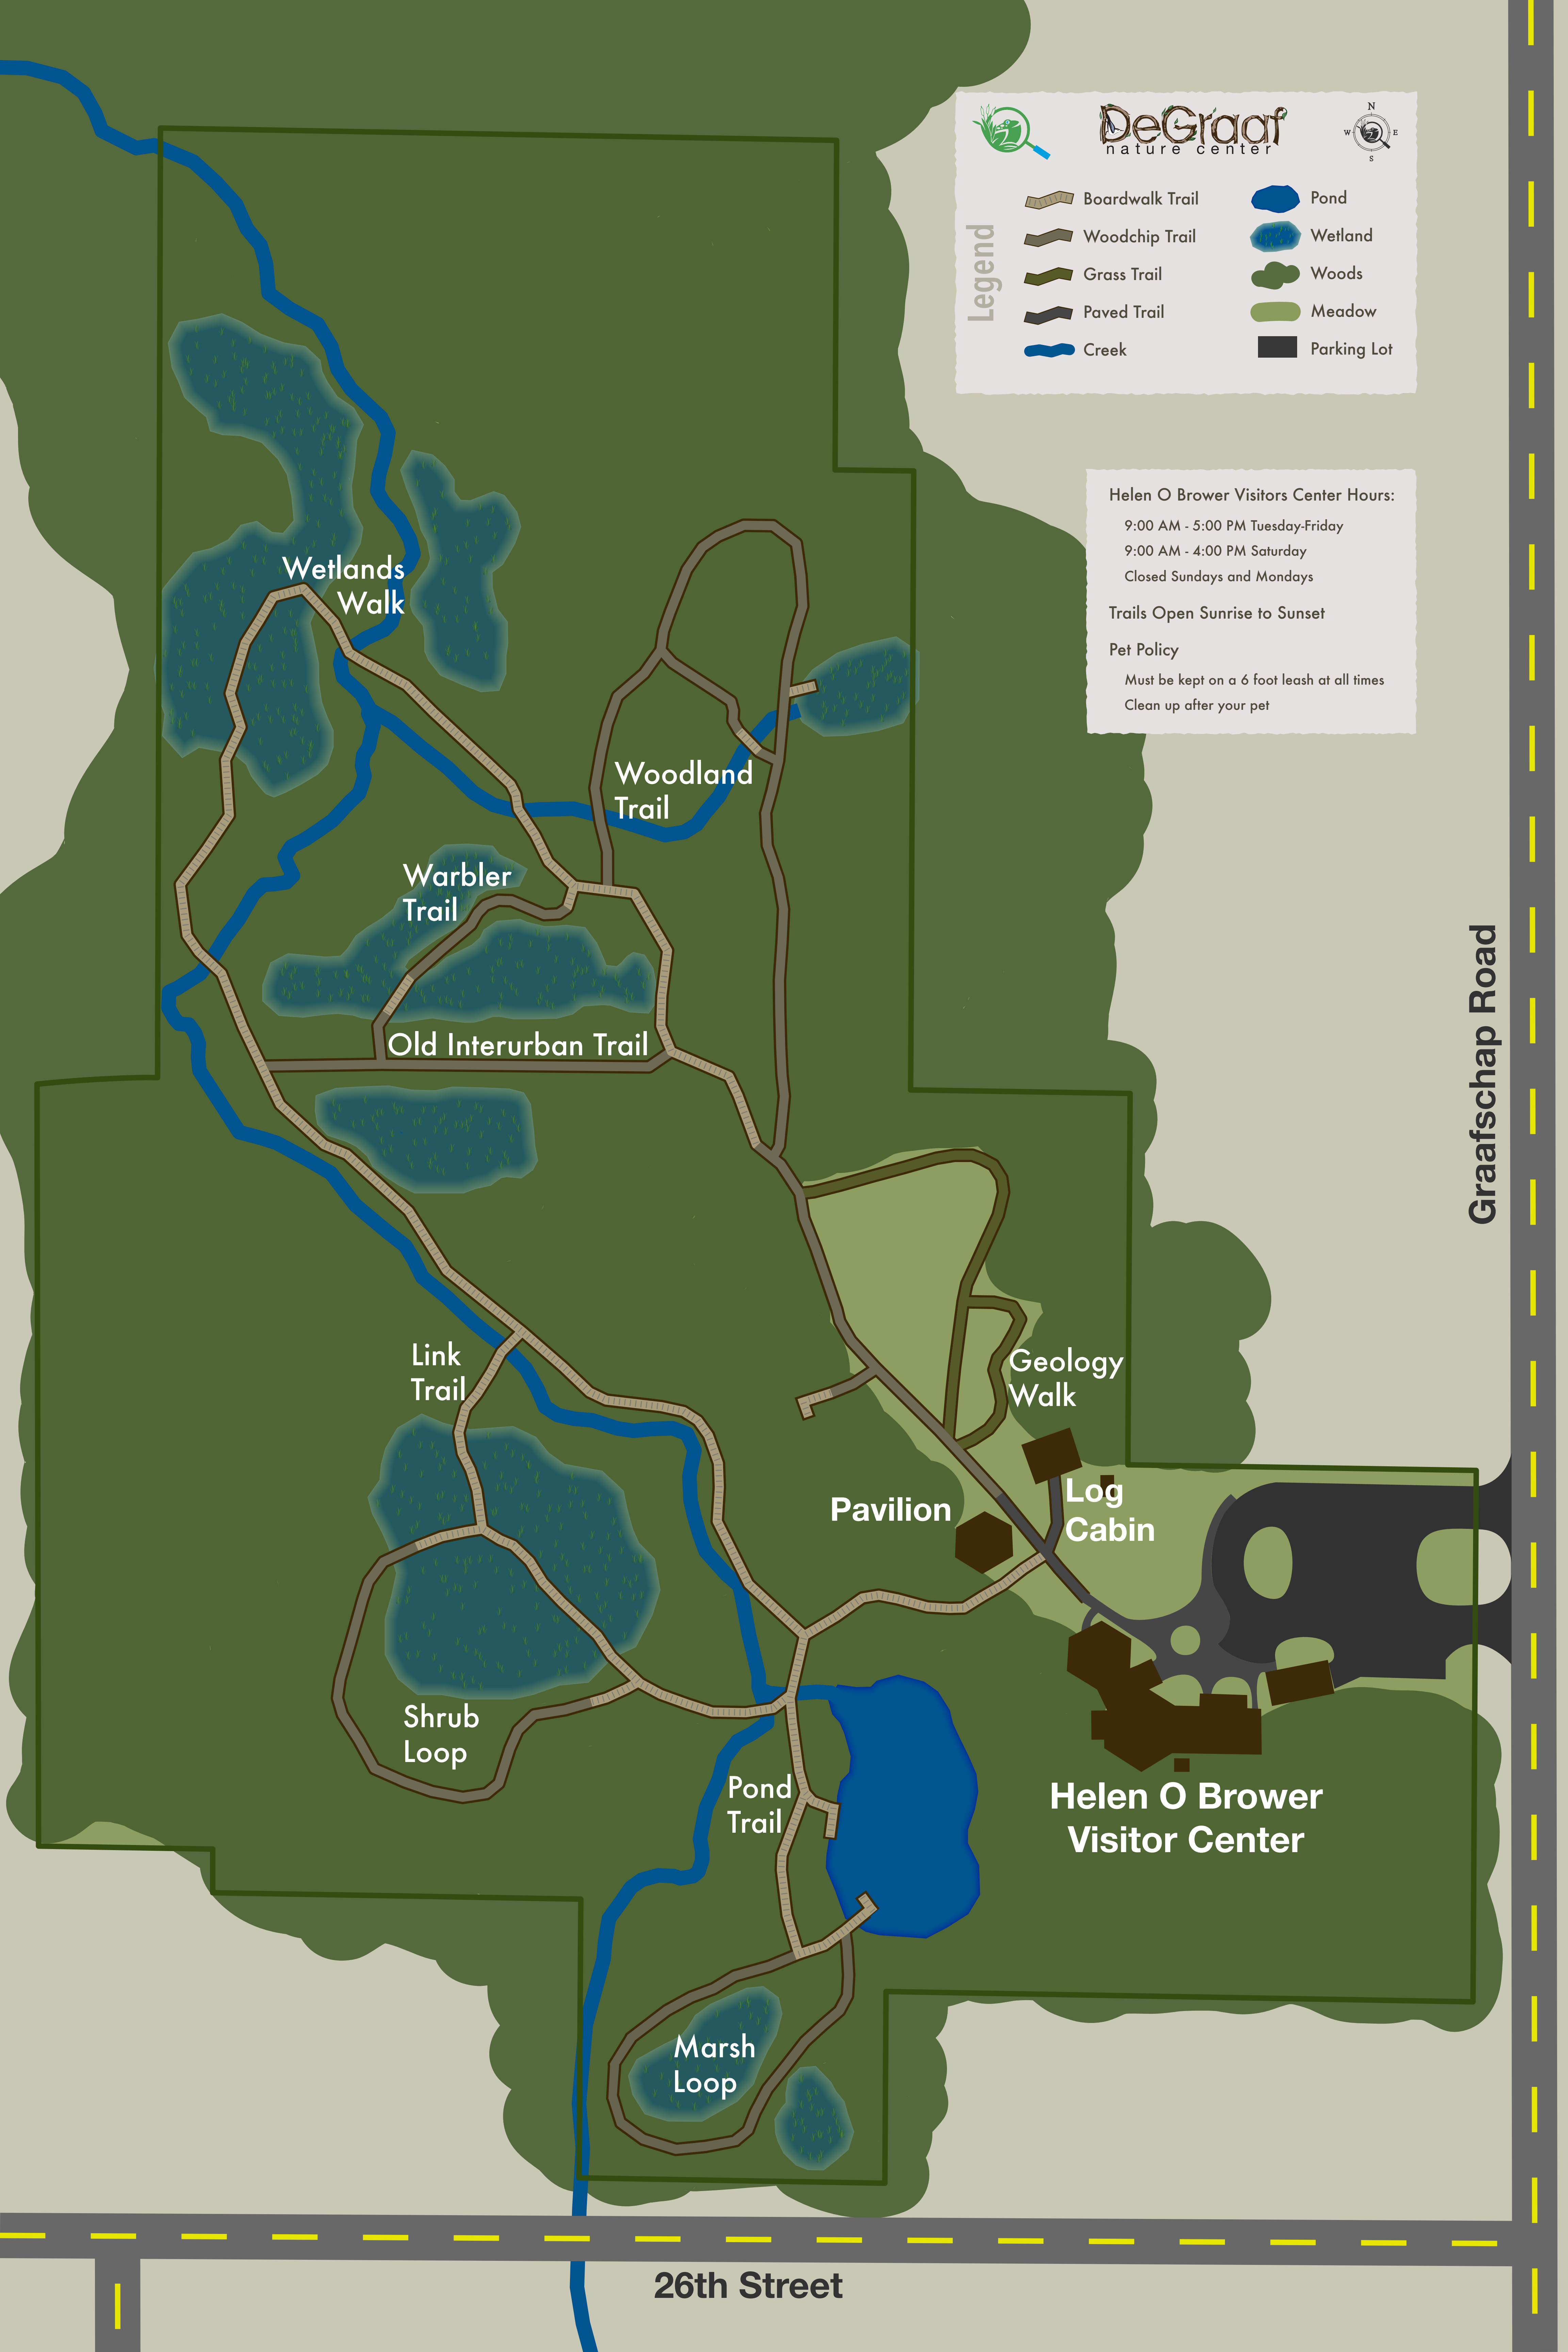 DeGraaf
nature center
N
W
E
S
Legend
Boardwalk Trail
Woodchip Trail
Grass Trail
Paved Trail
Creek
Pond
Wetland
Woods
Meadow
Parking Lot
Helen O Brower Visitors Center Hours:
9:00 AM - 5:00 PM Tuesday-Friday
9:00 AM - 4:00 PM Saturday
Closed Sundays and Mondays
Trails Open Sunrise to Sunset
Pet Policy
Must be kept on a 6 foot leash at all times
Clean up after your pet
Wetlands
Walk
Woodland
Trail
Warbler
Trail
Old Interurban Trail
Graafschap Road
Link
Trail
Geology
Walk
Pavilion
Log
Cabin
Shrub
Loop
Pond
Trail
Helen O Brower
Visitor Center
Marsh
Loop
26th Street